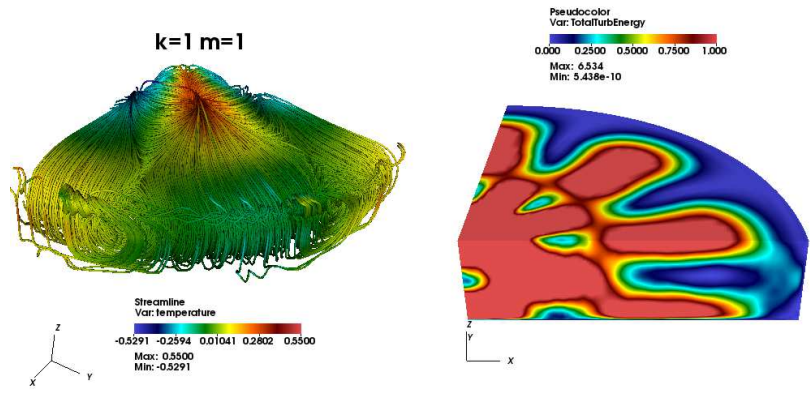 k=1 m=1
Streamline
Var: temperature
-0.5291 -0.2594 0.01041 0.2802 0.5500
Max: 0.5500
Min: -0.5291
Z
X
Y
Pseudocolor
Var: TotalTurbEnergy
0.000 0.2500 0.5000 0.7500 1.000
Max: 6.534
Min: 5.438e-10
Z
Y
X